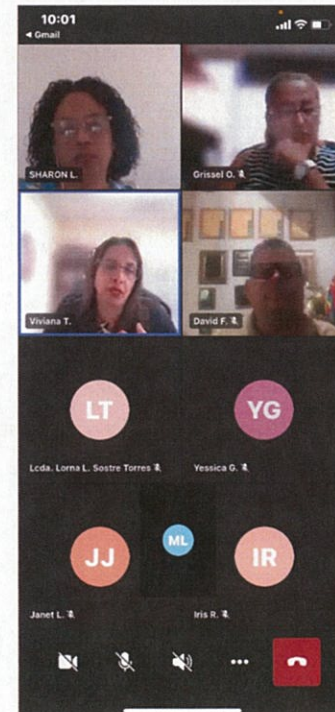 10:01
◄ Gmail
SHARON L.
Grissel O.
Viviana T.
David F.
LT
YG
Lcda. Lorna L. Sostre Torres
Yessica G.
JJ
ML
IR
Janet L.
Iris R.